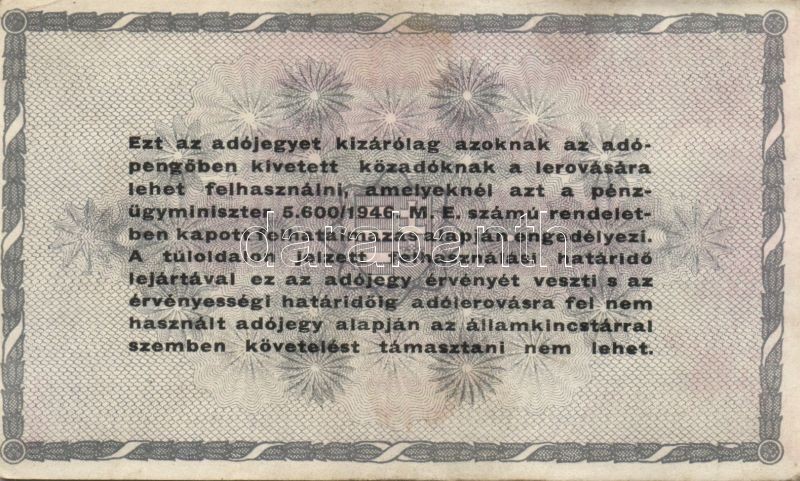 Ezt az adójegyet kizárólag azoknak az adó-
pengőben kivetett közadóknak a lerovására
lehet felhasználni, amelyeknél azt a pénz-
ügyminiszter 5.600/1946. M. E. számú rendelet-
ben kapott felhatalmazás alapján engedélyezi.
A túloldalon jelzett felhasználási határidő
lejártával ez az adójegy érvényét veszti s az
érvényességi határidőig adólerovásra fel nem
használt adójegy alapján az államkincstárral
szemben követelést támasztani nem lehet.
darabanth